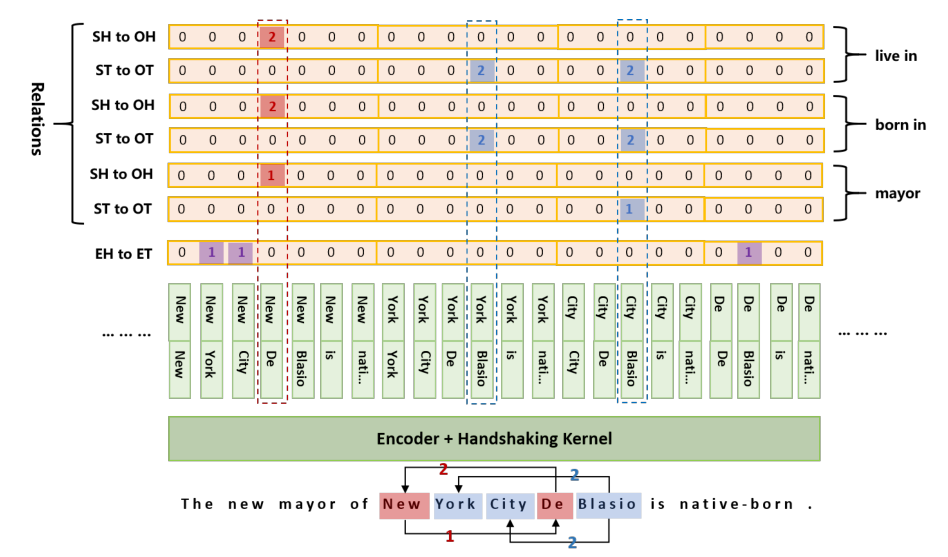 SH to OH 0 0 0 2 0 0 0 0 0 0 0 0 0 0 0 0 0 0 0 0 0 0
live in
ST to OT 0 0 0 0 0 0 0 0 0 0 2 0 0 0 0 2 0 0 0 0 0 0
SH to OH 0 0 0 2 0 0 0 0 0 0 0 0 0 0 0 0 0 0 0 0 0 0
Relations
born in
ST to OT 0 0 0 0 0 0 0 0 0 0 2 0 0 0 0 2 0 0 0 0 0 0
SH to OH 0 0 0 1 0 0 0 0 0 0 0 0 0 0 0 0 0 0 0 0 0 0
mayor
ST to OT 0 0 0 0 0 0 0 0 0 0 0 0 0 0 0 1 0 0 0 0 0 0
EH to ET 0 1 1 0 0 0 0 0 0 0 0 0 0 0 0 0 0 0 0 1 0 0
New New New New New New New York York York York York York City City City City City De De De De
... ... ... ... ... ...
New York City De Blasio is nati... York City De Blasio is nati... City De Blasio is nati... De Blasio is nati...
Encoder + Handshaking Kernel
2 2
The new mayor of New York City De Blasio is native-born .
1 2